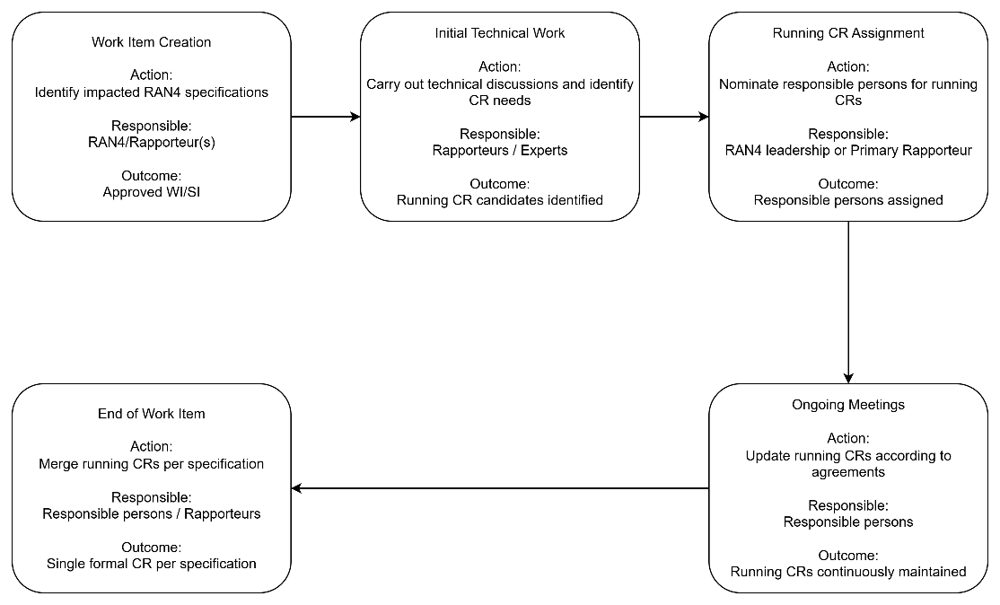 Work Item Creation
Action:
Identify impacted RAN4 specifications
Responsible:
RAN4/Rapporteur(s)
Outcome:
Approved WI/SI
Initial Technical Work
Action:
Carry out technical discussions and identify
CR needs
Responsible:
Rapporteurs / Experts
Outcome:
Running CR candidates identified
Running CR Assignment
Action:
Nominate responsible persons for running
CRs
Responsible:
RAN4 leadership or Primary Rapporteur
Outcome:
Responsible persons assigned
Ongoing Meetings
Action:
Update running CRs according to
agreements
Responsible:
Responsible persons
Outcome:
Running CRs continuously maintained
End of Work Item
Action:
Merge running CRs per specification
Responsible:
Responsible persons / Rapporteurs
Outcome:
Single formal CR per specification